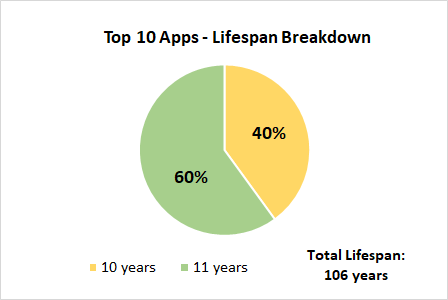 Top 10 Apps - Lifespan Breakdown
40%
60%
10 years
11 years
Total Lifespan:
106 years